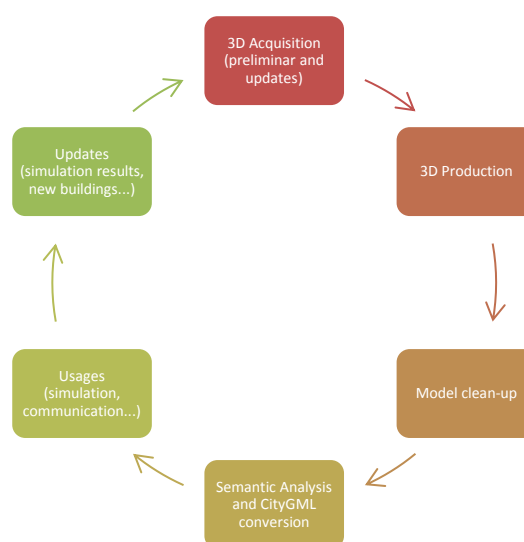 3D Acquisition
(preliminar and
updates)
3D Production
Model clean-up
Semantic Analysis
and CityGML
conversion
Usages
(simulation,
communication...)
Updates
(simulation results,
new buildings...)